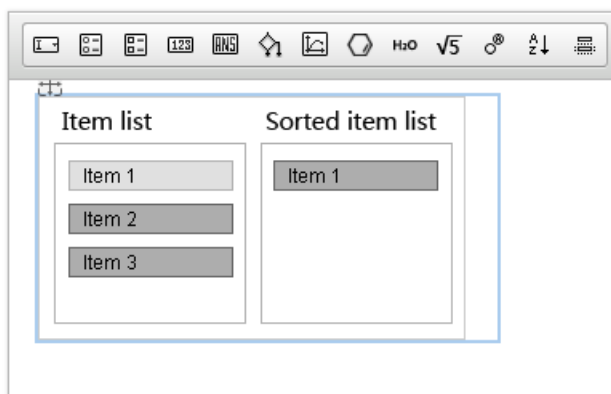 123 ANS H₂O √5 R A Z
Item list Sorted item list
Item 1 Item 1
Item 2
Item 3